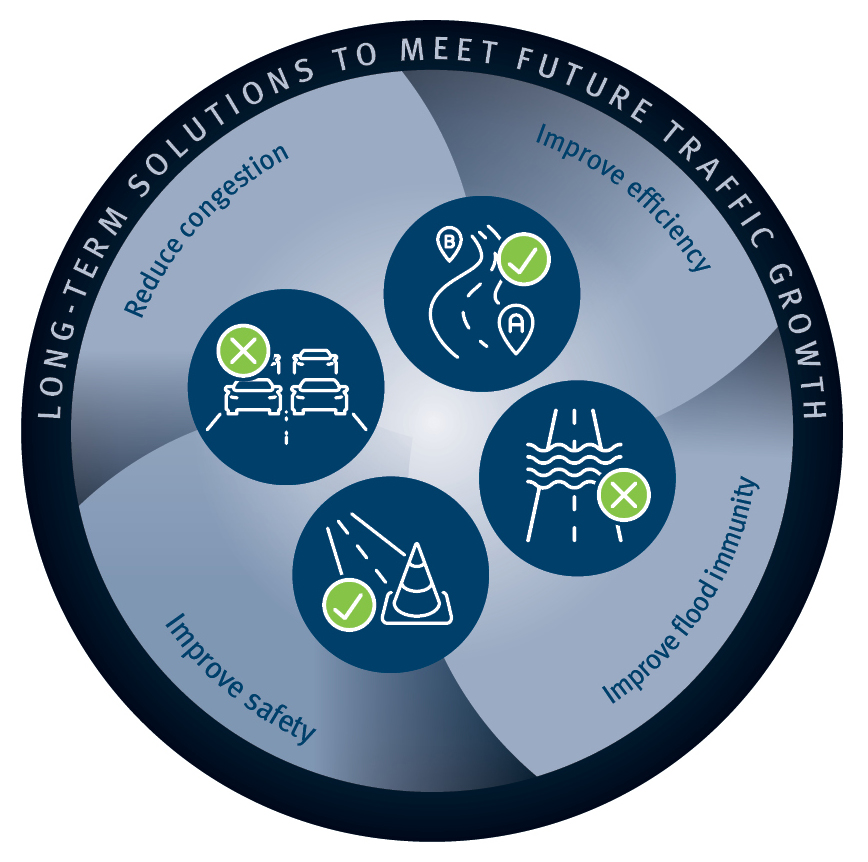 LONG-TERM SOLUTIONS TO MEET FUTURE TRAFFIC GROWTH
Reduce congestion
Improve efficiency
B
A
Improve flood immunity
Improve safety